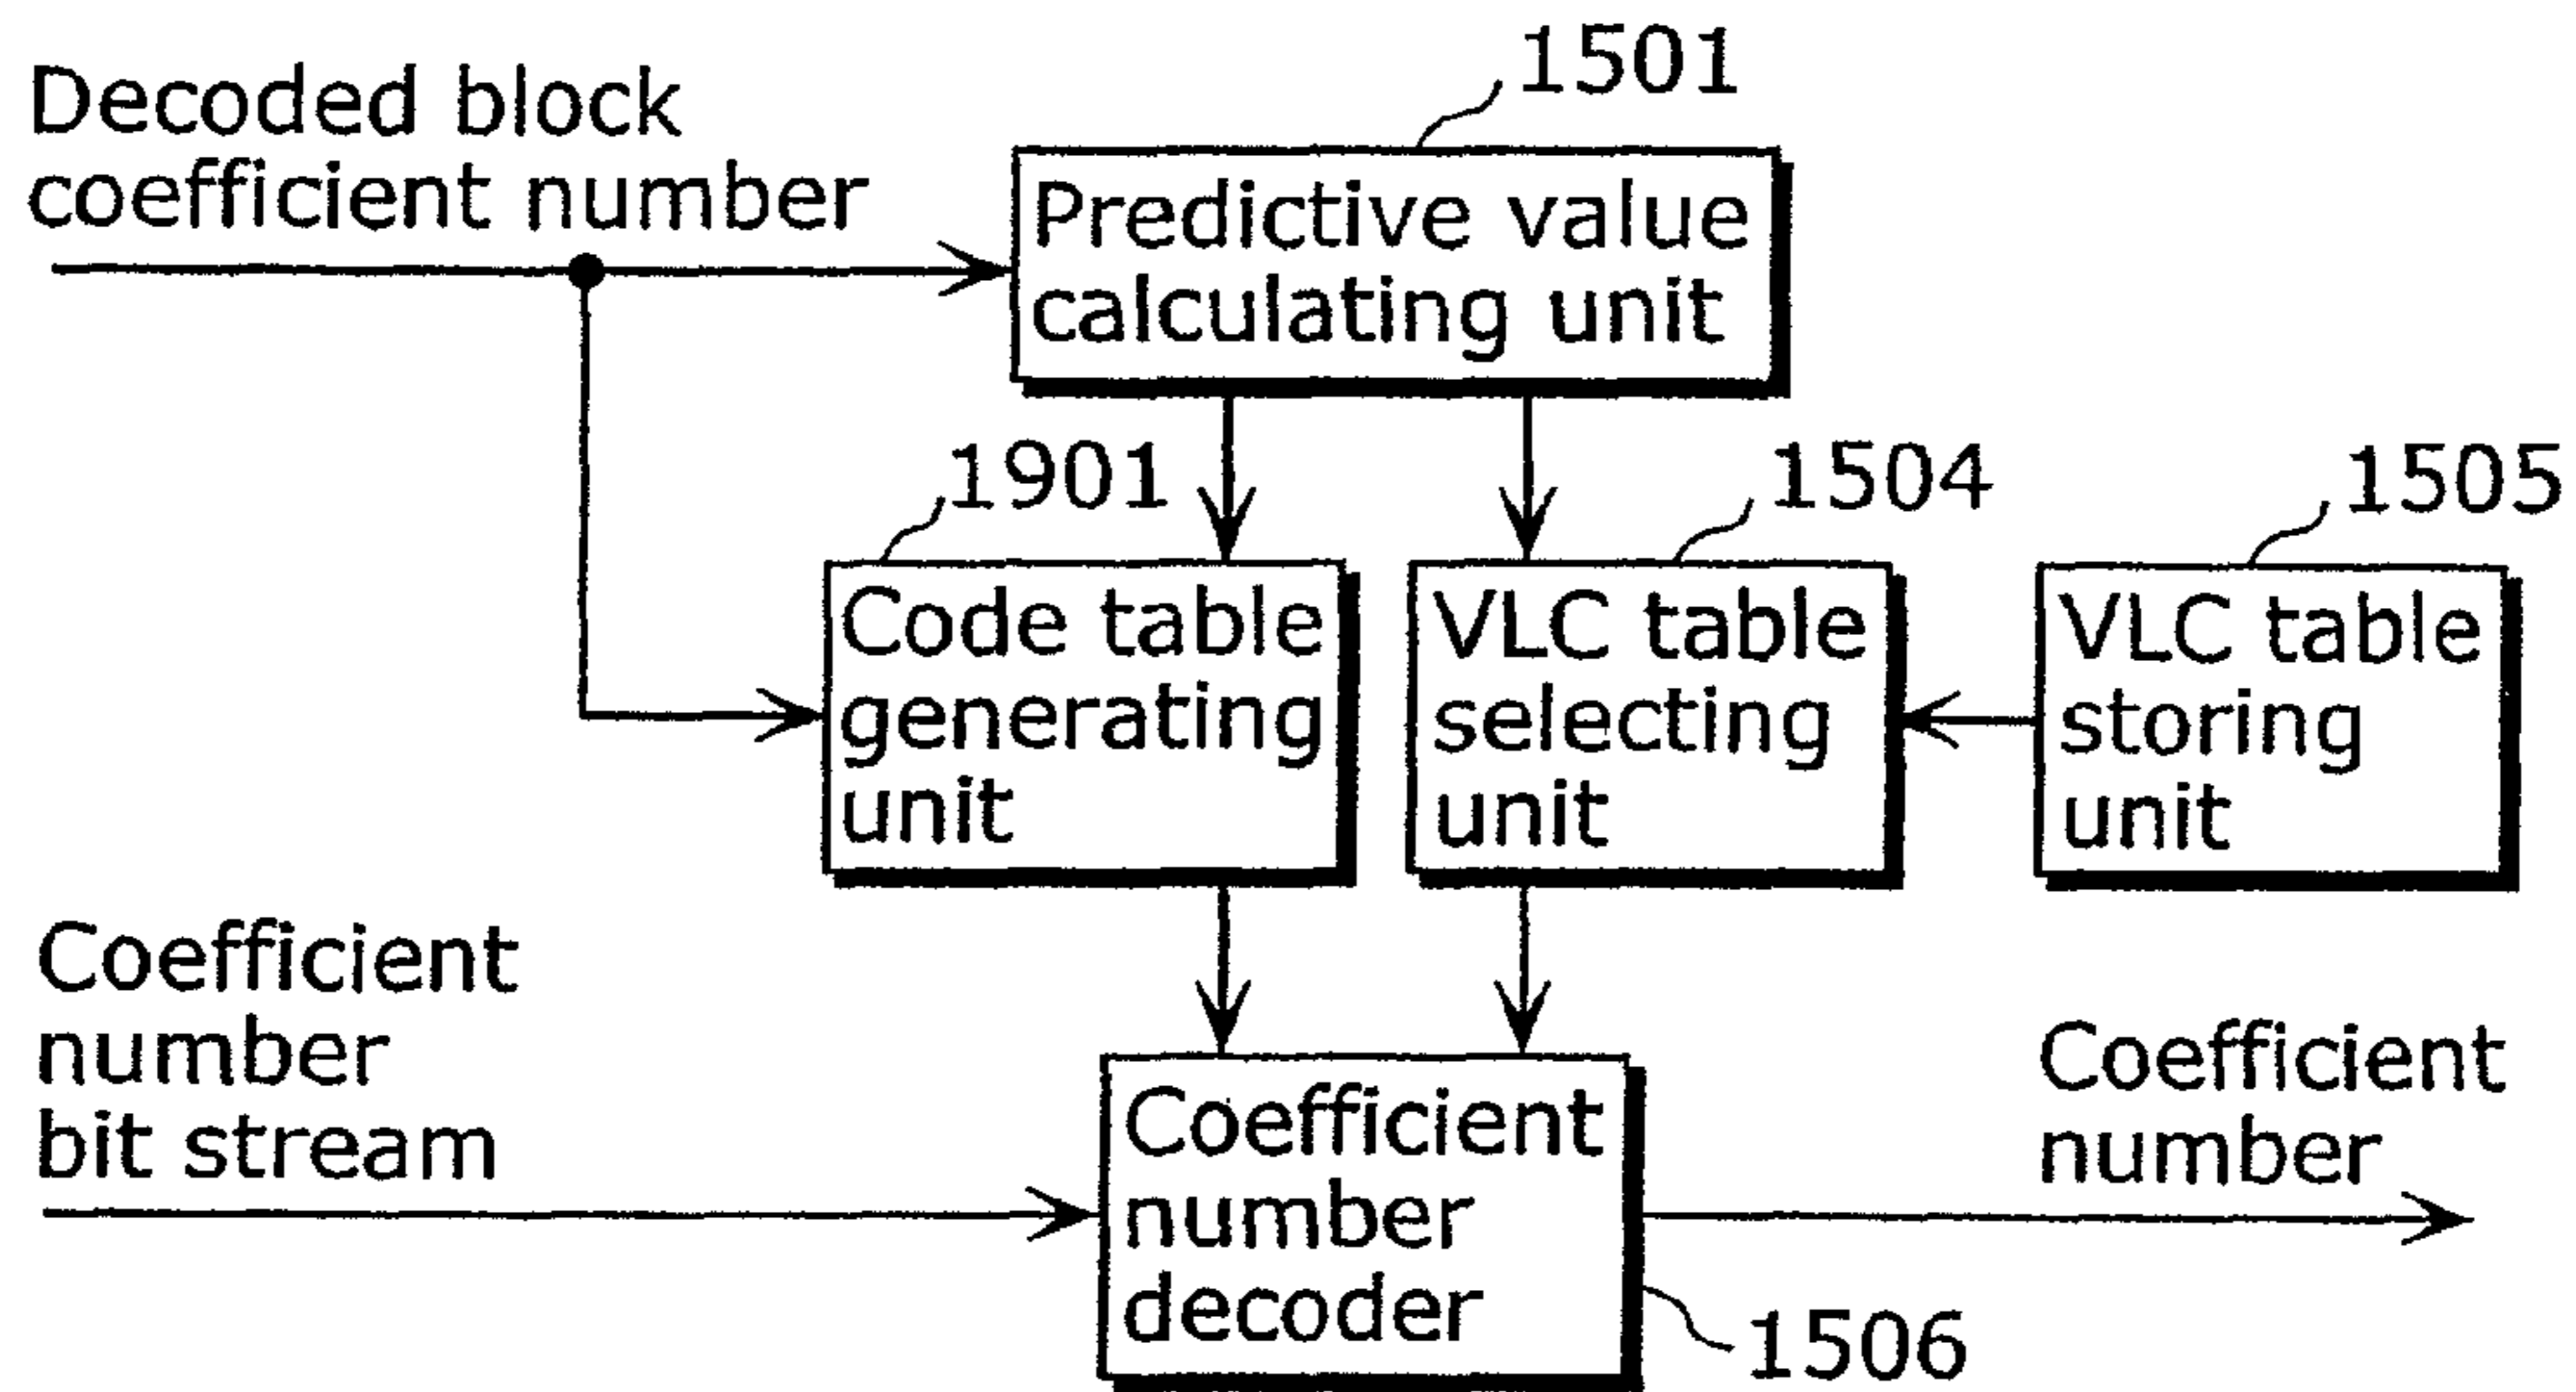 Decoded block
coefficient number
1501
Predictive value
calculating unit
1901
1504
1505
Code table
generating
unit
VLC table
selecting
unit
VLC table
storing
unit
Coefficient
number
bit stream
Coefficient
number
decoder
Coefficient
number
1506